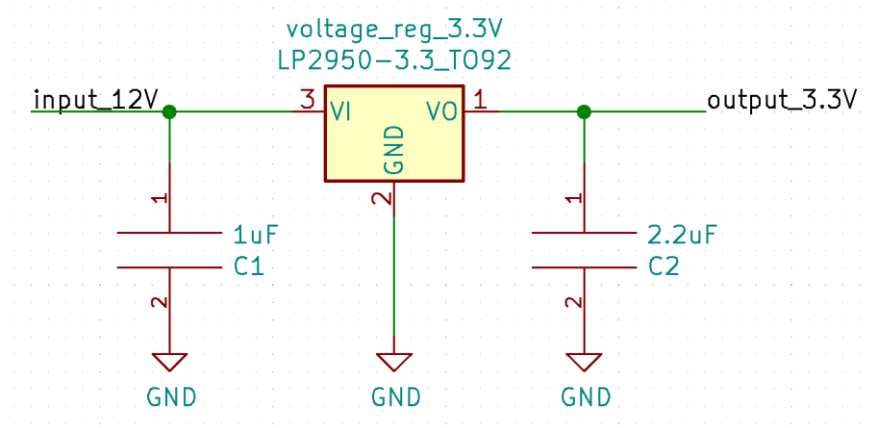 voltage_reg_3.3V
LP2950-3.3_TO92
input_12V 3 VI VO 1 output_3.3V
GND
2
1 1
1uF 2.2uF
C1 C2
2 2
GND GND GND